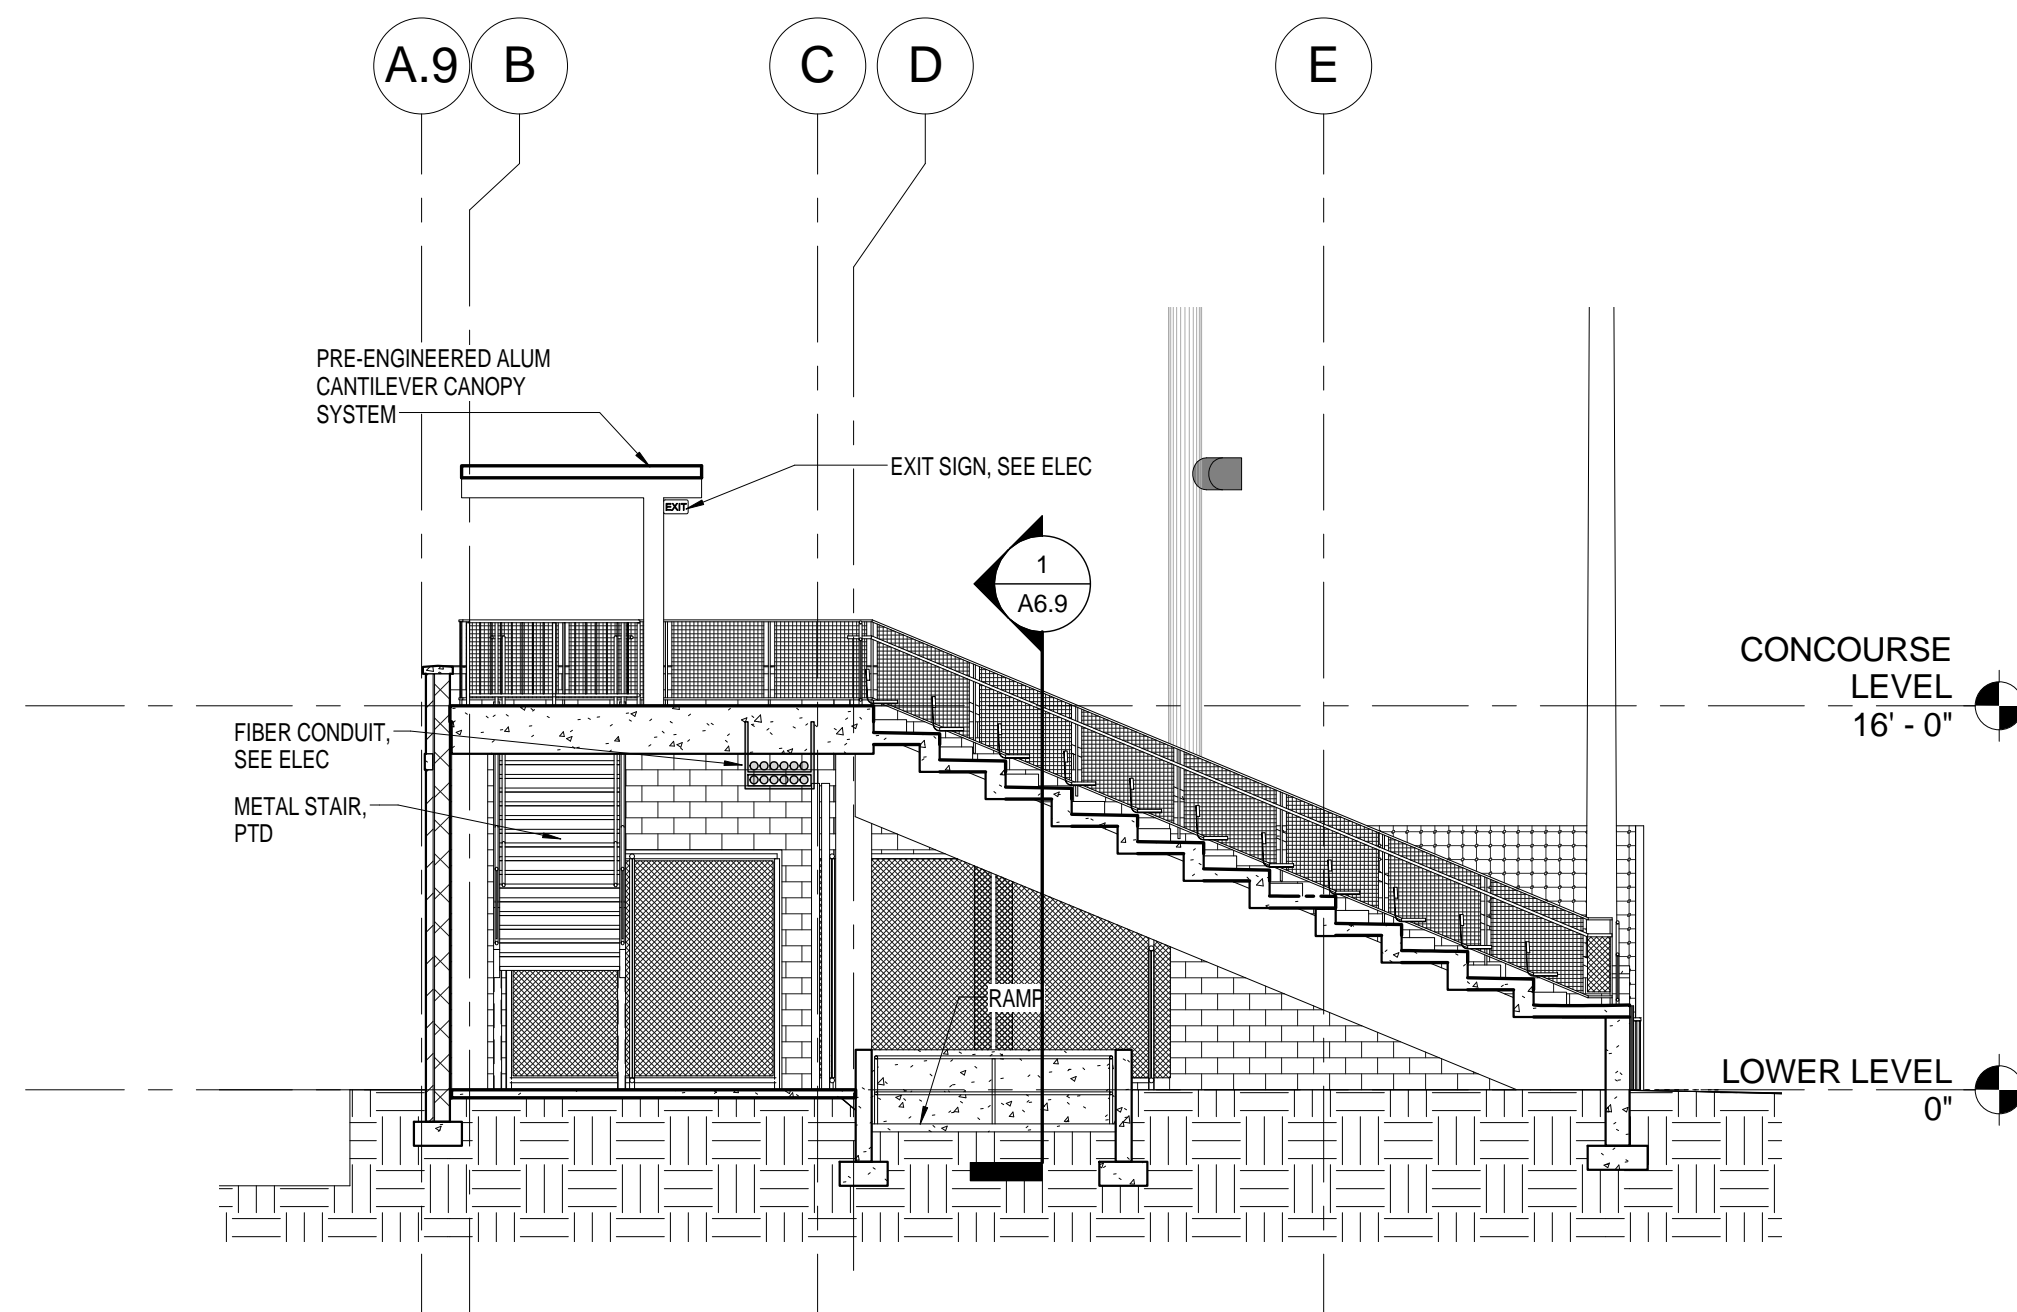 A.9
B
C
D
E
PRE-ENGINEERED ALUM
CANTILEVER CANOPY
SYSTEM
EXIT SIGN, SEE ELEC
EXIT
1
A6.9
CONCOURSE
LEVEL
16' - 0"
FIBER CONDUIT,
SEE ELEC
METAL STAIR,
PTD
RAMP
LOWER LEVEL
0"